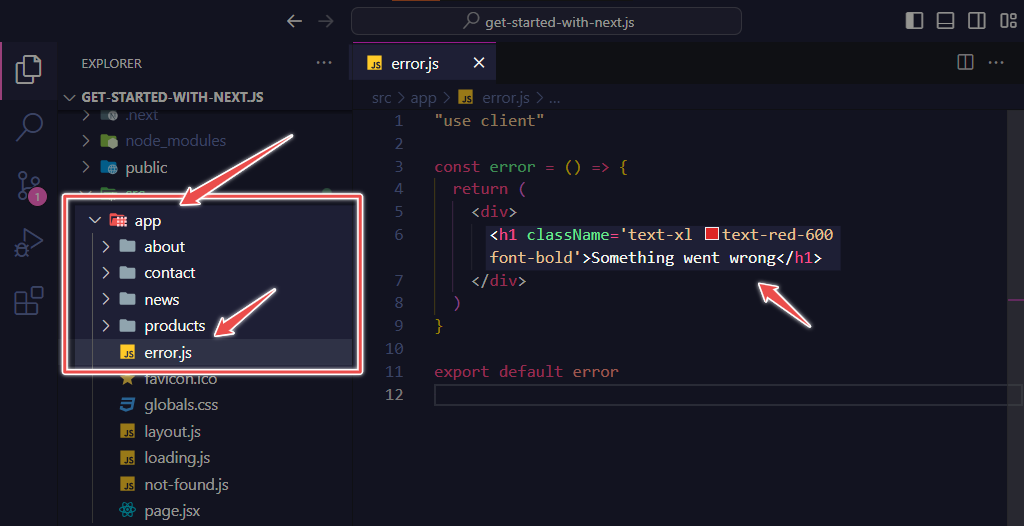 get-started-with-next.js
EXPLORER
error.js
GET-STARTED-WITH-NEXT.JS
src > app > error.js > ...
.next
node_modules
public
src
app
about
contact
news
products
error.js
favicon.ico
globals.css
layout.js
loading.js
not-found.js
page.jsx
1
1 "use client"
2
3 const error = () => {
4 return (
5 <div>
6 <h1 className='text-xl text-red-600
font-bold'>Something went wrong</h1>
7 </div>
8 )
9 }
10
11 export default error
12